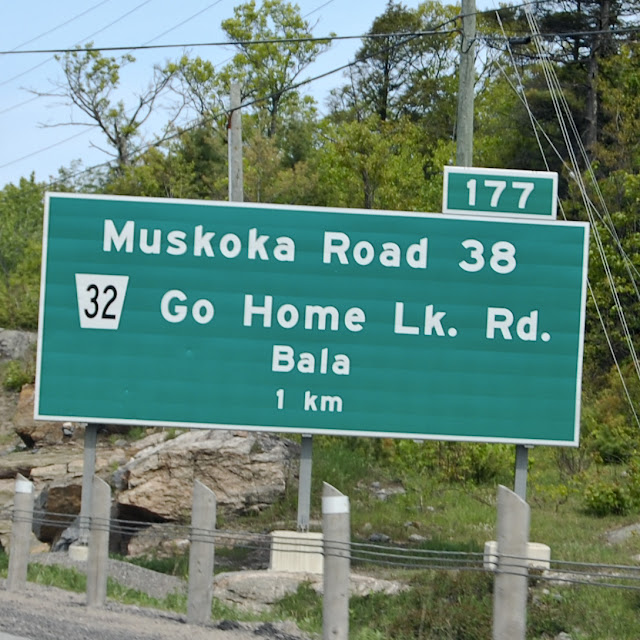 177
Muskoka Road 38
32 Go Home Lk. Rd.
Bala
1 km